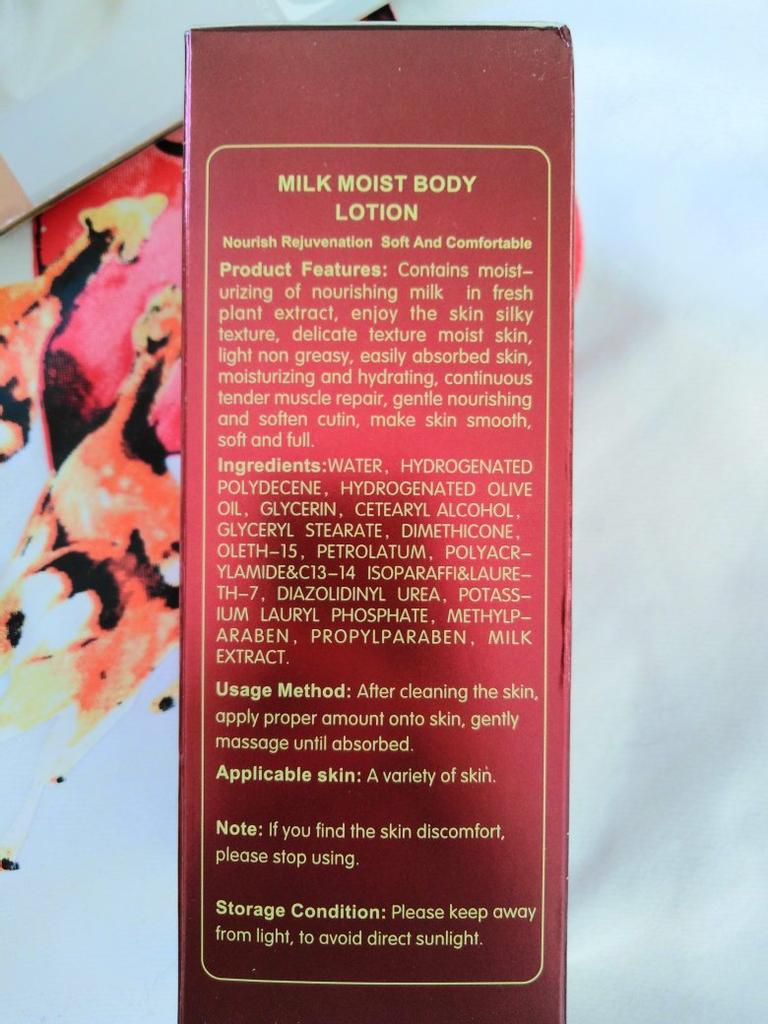 MILK MOIST BODY
LOTION
Nourish Rejuvenation Soft And Comfortable
Product Features: Contains moist-
urizing of nourishing milk in fresh
plant extract, enjoy the skin silky
texture, delicate texture moist skin,
light non greasy, easily absorbed skin,
moisturizing and hydrating, continuous
tender muscle repair, gentle nourishing
and soften cutin, make skin smooth,
soft and full.
Ingredients:WATER, HYDROGENATED
POLYDECENE, HYDROGENATED OLIVE
OIL, GLYCERIN, CETEARYL ALCOHOL,
GLYCERYL STEARATE, DIMETHICONE,
OLETH-15, PETROLATUM, POLYACR-
YLAMIDE&C13-14 ISOPARAFFI&LAURE-
TH-7, DIAZOLIDINYL UREA, POTASS-
IUM LAURYL PHOSPHATE, METHYLP-
ARABEN, PROPYLPARABEN, MILK
EXTRACT.
Usage Method: After cleaning the skin,
apply proper amount onto skin, gently
massage until absorbed.
Applicable skin: A variety of skin.
Note: If you find the skin discomfort,
please stop using.
Storage Condition: Please keep away
from light, to avoid direct sunlight.